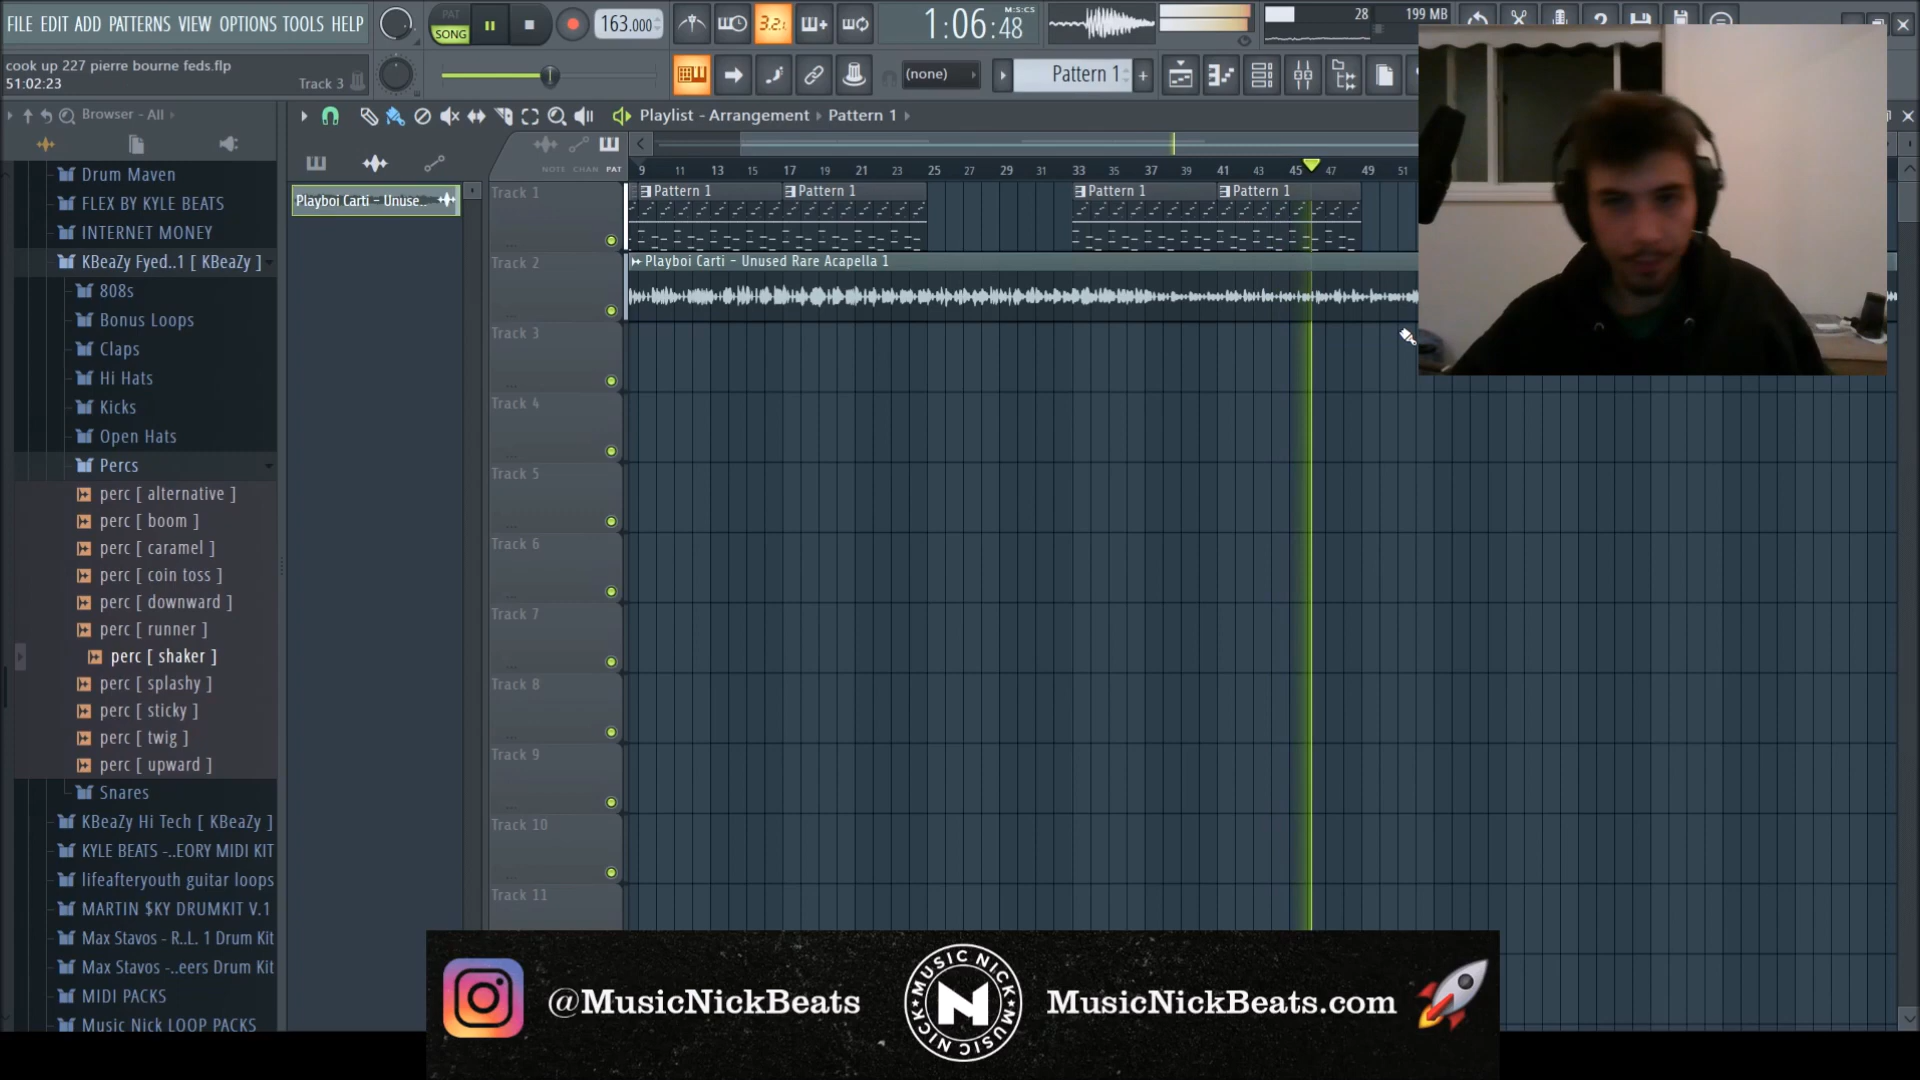 FILE EDIT ADD PATTERNS VIEW OPTIONS TOOLS HELP
PAT
SONG
163.000
3.2.
1:06:48
M:S:CS
28
199 MB
cook up 227 pierre bourne feds.flp
51:02:23
Track 3
(none)
Pattern 1
Browser - All
Playlist - Arrangement
Pattern 1
NOTE CHAN PAT
9 11 13 15 17 19 21 23 25 27 29 31 33 35 37 39 41 43 45 47 49 51
Drum Maven
FLEX BY KYLE BEATS
INTERNET MONEY
KBeaZy Fyed..1 [ KBeaZy ]
808s
Bonus Loops
Claps
Hi Hats
Kicks
Open Hats
Percs
perc [ alternative ]
perc [ boom ]
perc [ caramel ]
perc [ coin toss ]
perc [ downward ]
perc [ runner ]
perc [ shaker ]
perc [ splashy ]
perc [ sticky ]
perc [ twig ]
perc [ upward ]
Snares
KBeaZy Hi Tech [ KBeaZy ]
KYLE BEATS -..EORY MIDI KIT
lifeafteryouth guitar loops
MARTIN $KY DRUMKIT V.1
Max Stavos - R..L. 1 Drum Kit
Max Stavos -..eers Drum Kit
MIDI PACKS
Music Nick LOOP PACKS
Playboi Carti - Unuse..
Track 1
Pattern 1
Pattern 1
Pattern 1
Pattern 1
Track 2
Playboi Carti - Unused Rare Acapella 1
Track 3
Track 4
Track 5
Track 6
Track 7
Track 8
Track 9
Track 10
Track 11
@MusicNickBeats
MUSIC NICK
N
MUSIC NICK
MusicNickBeats.com